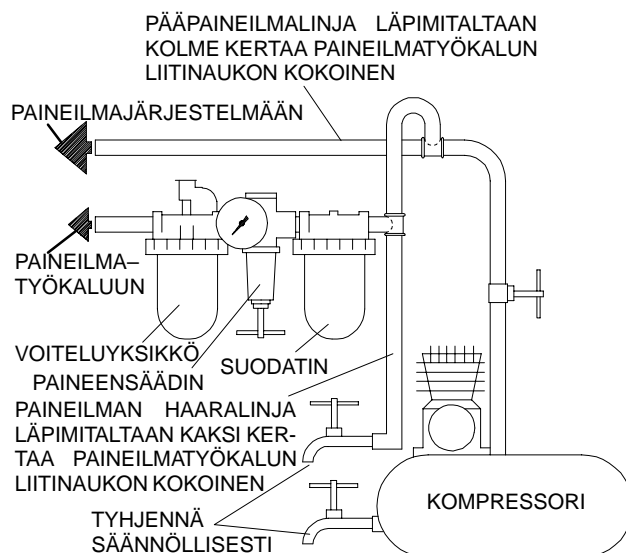 PÄÄPAINEILMALINJA LÄPIMITALTAAN
KOLME KERTAA PAINEILMATYÖKALUN
LIITINAUKON KOKOINEN
PAINEILMAJÄRJESTELMÄÄN
PAINEILMA–
TYÖKALUUN
VOITELUYKSIKKÖ
SUODATIN
PAINEENSÄÄDIN
PAINEILMAN HAARALINJA
LÄPIMITALTAAN KAKSI KER-
TAA PAINEILMATYÖKALUN
LIITINAUKON KOKOINEN
KOMPRESSORI
TYHJENNÄ
SÄÄNNÖLLISESTI